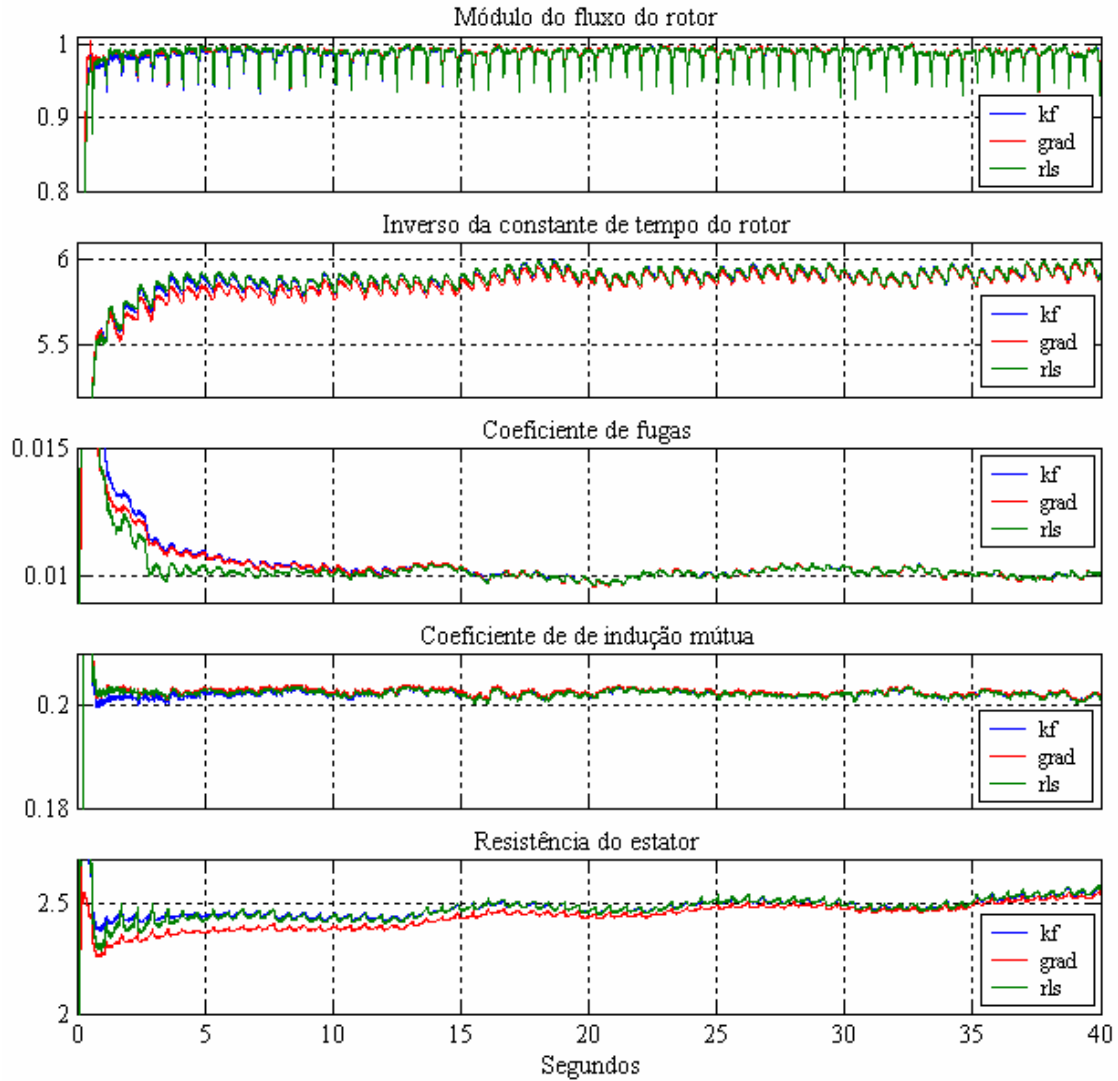 Módulo do fluxo do rotor
1
0.9
0.8
kf
grad
rls
Inverso da constante de tempo do rotor
6
5.5
kf
grad
rls
Coeficiente de fugas
0.015
0.01
kf
grad
rls
Coeficiente de de indução mútua
0.2
0.18
kf
grad
rls
Resistência do estator
2.5
2
kf
grad
rls
0 5 10 15 20 25 30 35 40
Segundos